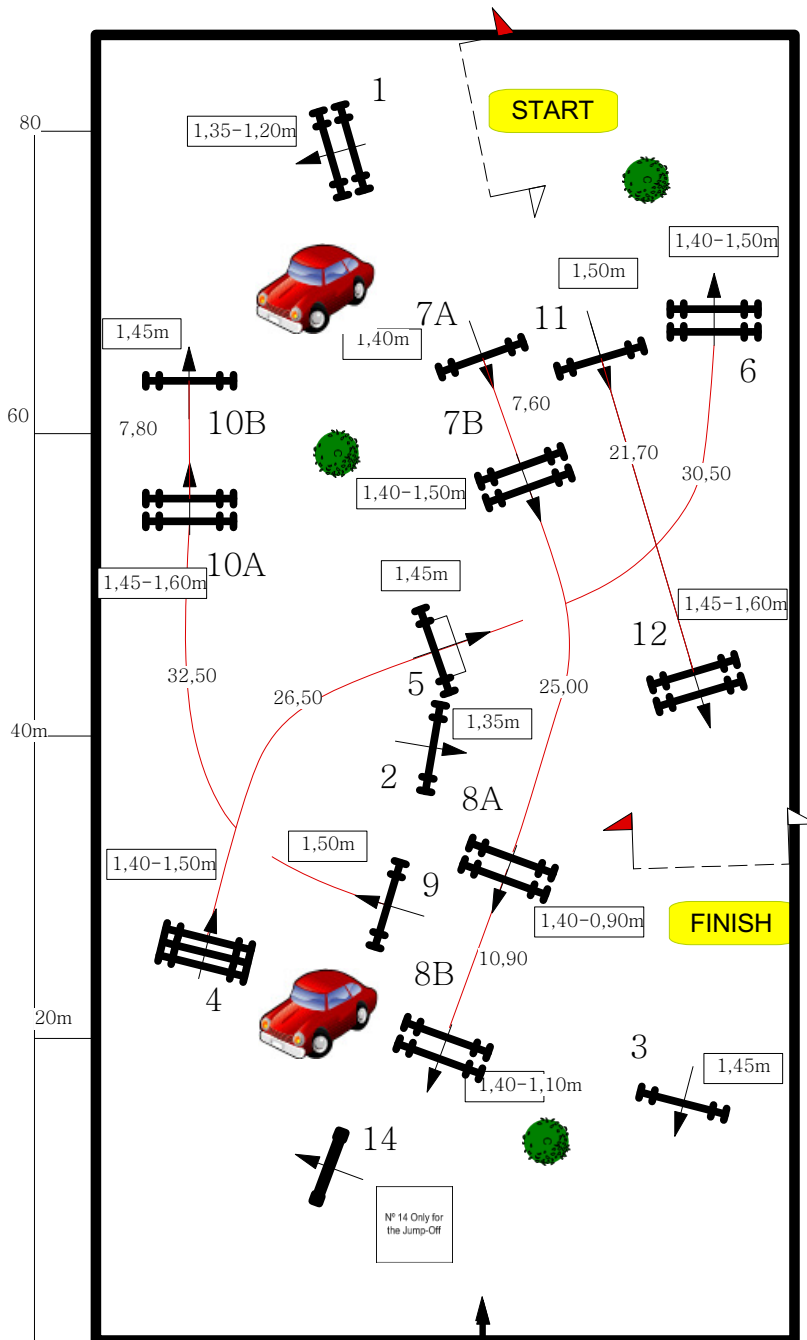 1
START
80
1,35-1,20m
1,40-1,50m
1,50m
7A
11
1,45m
1,40m
6
60
7,80
10B
7,60
7B
21,70
30,50
1,40-1,50m
10A
1,45-1,60m
1,45m
1,45-1,60m
12
32,50
26,50
5
25,00
40m
1,35m
2
8A
1,50m
1,40-1,50m
9
1,40-0,90m
FINISH
4
8B
10,90
20m
3
1,45m
1,40-1,10m
14
Nº 14 Only for
the Jump-Off